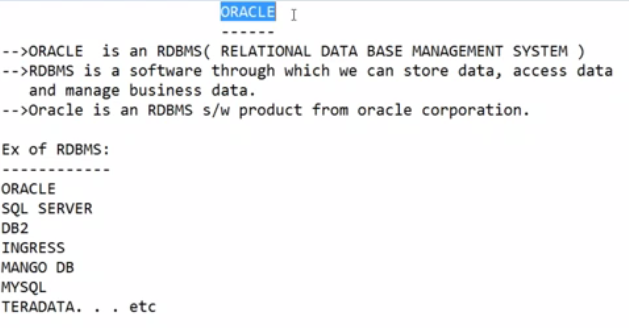 ORACLE
------
-->ORACLE  is an RDBMS( RELATIONAL DATA BASE MANAGEMENT SYSTEM )
-->RDBMS is a software through which we can store data, access data
and manage business data.
-->Oracle is an RDBMS s/w product from oracle corporation.
Ex of RDBMS:
------------
ORACLE
SQL SERVER
DB2
INGRESS
MANGO DB
MYSQL
TERADATA. . . etc